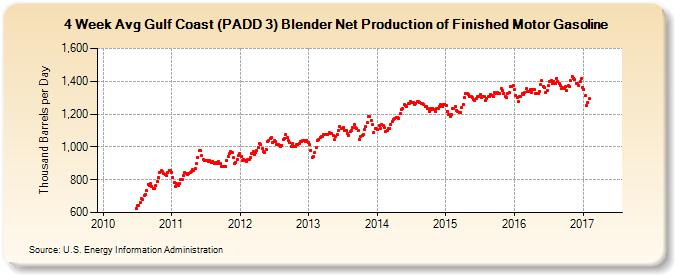 4 Week Avg Gulf Coast (PADD 3) Blender Net Production of Finished Motor Gasoline
Thousand Barrels per Day
1,600
1,400
1,200
1,000
800
600
2010 2011 2012 2013 2014 2015 2016 2017
Source: U.S. Energy Information Administration